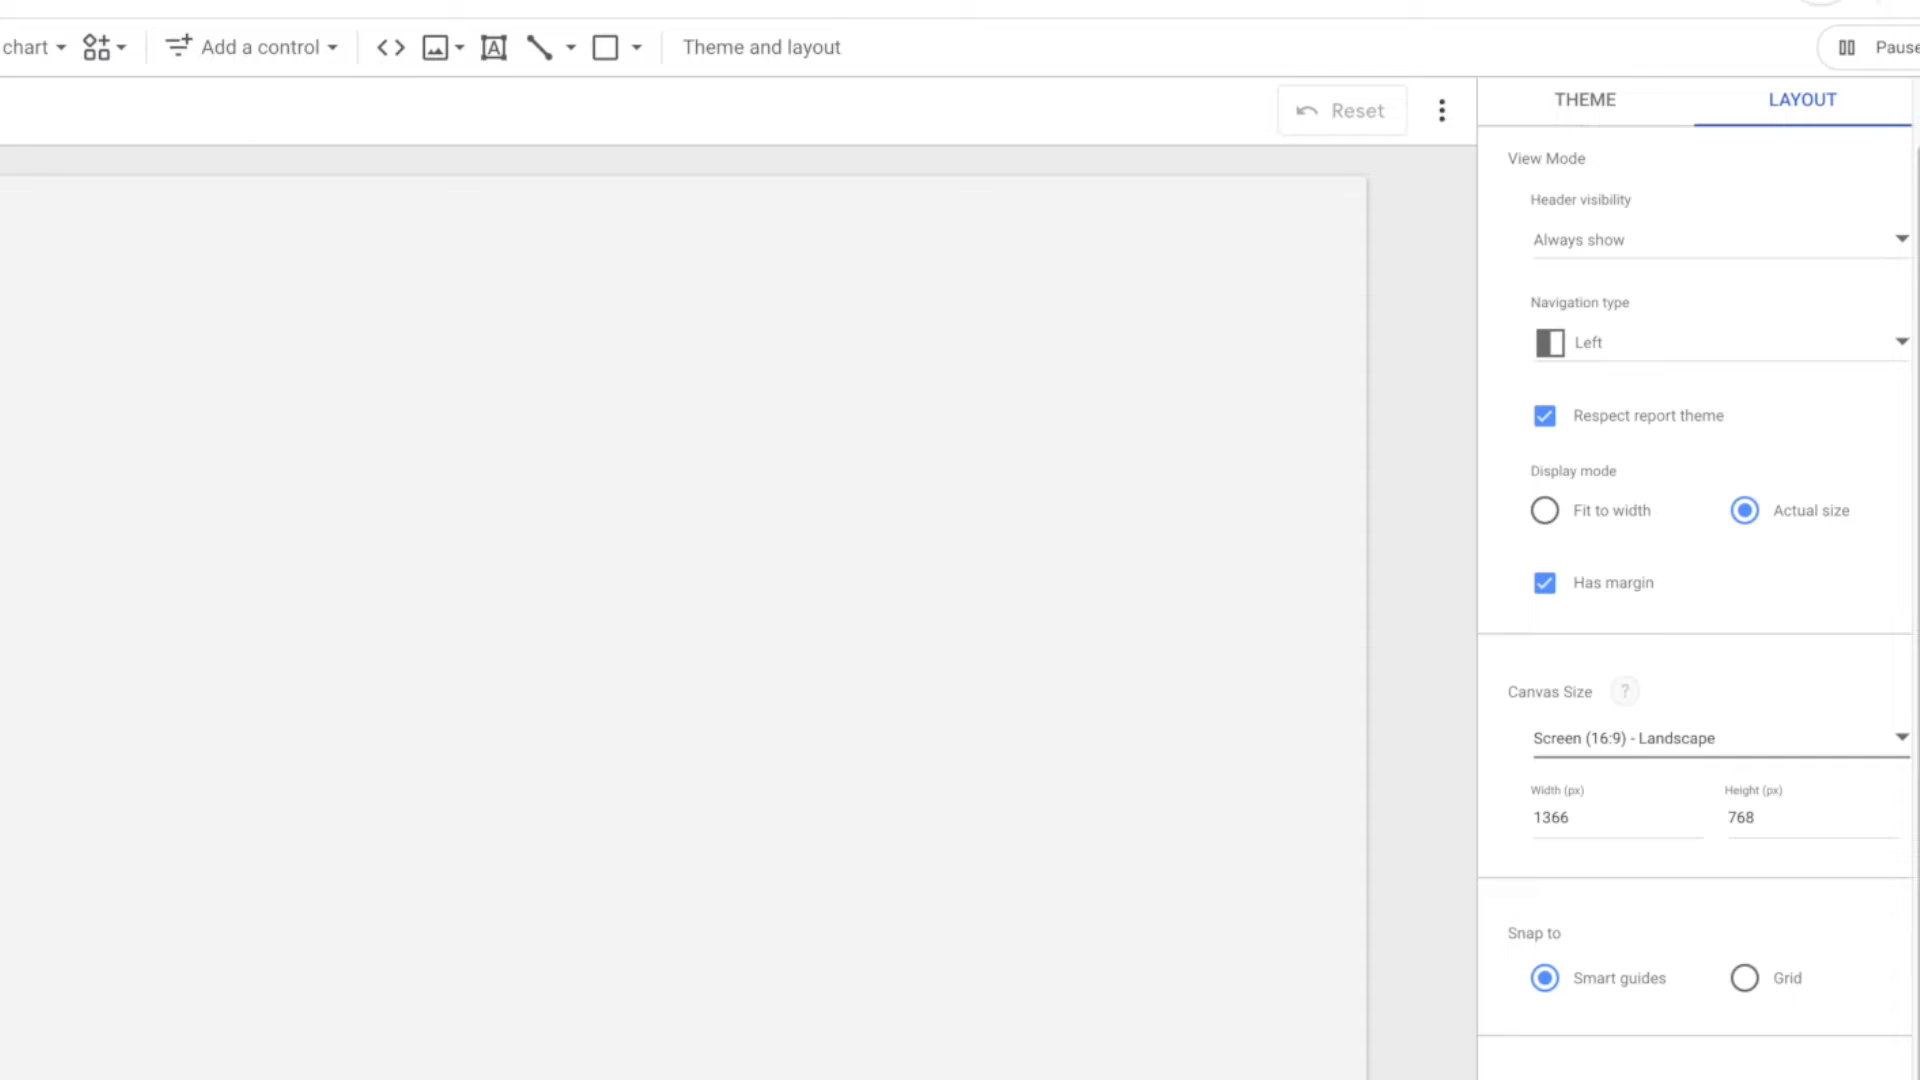 chart Add a control Theme and layout Pause
Reset
THEME LAYOUT
View Mode
Header visibility
Always show
Navigation type
Left
Respect report theme
Display mode
Fit to width Actual size
Has margin
Canvas Size ?
Screen (16:9) - Landscape
Width (px) Height (px)
1366 768
Snap to
Smart guides Grid